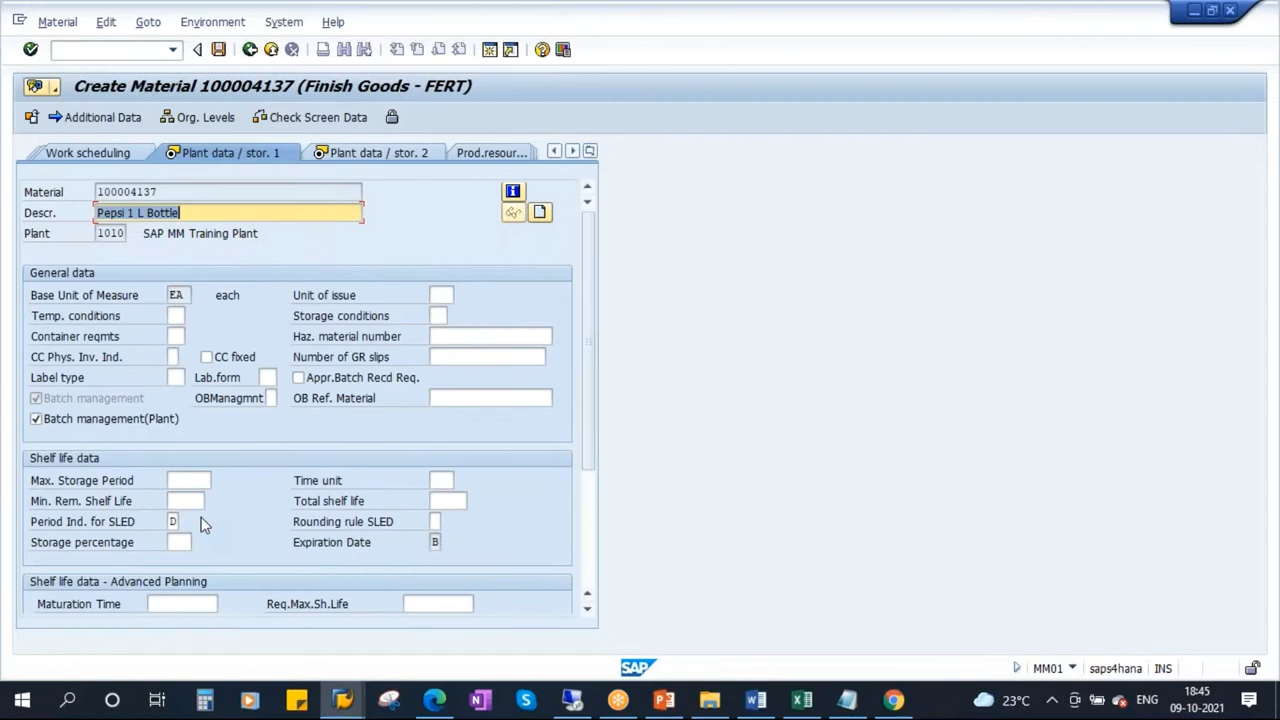 Material Edit Goto Environment System Help
Create Material 100004137 (Finish Goods - FERT)
Additional Data Org. Levels Check Screen Data
Work scheduling Plant data / stor. 1 Plant data / stor. 2 Prod.resour...
Material 100004137
Descr. Pepsi 1 L Bottle
Plant 1010 SAP MM Training Plant
General data
Base Unit of Measure EA each Unit of issue
Temp. conditions Storage conditions
Container reqmts Haz. material number
CC Phys. Inv. Ind. CC fixed Number of GR slips
Label type Lab.form Appr.Batch Recd Req.
Batch management OBManagmnt OB Ref. Material
Batch management(Plant)
Shelf life data
Max. Storage Period Time unit
Min. Rem. Shelf Life Total shelf life
Period Ind. for SLED D Rounding rule SLED
Storage percentage Expiration Date B
Shelf life data - Advanced Planning
Maturation Time Req.Max.Sh.Life
SAP MM01 saps4hana INS
23°C ENG 18:45
09-10-2021